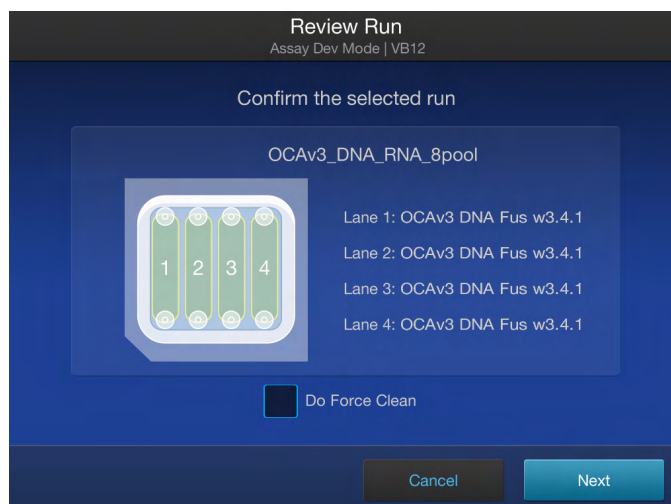 Review Run
Assay Dev Mode | VB12
Confirm the selected run
OCAv3_DNA_RNA_8pool
1 2 3 4
Lane 1: OCAv3 DNA Fus w3.4.1
Lane 2: OCAv3 DNA Fus w3.4.1
Lane 3: OCAv3 DNA Fus w3.4.1
Lane 4: OCAv3 DNA Fus w3.4.1
Do Force Clean
Cancel Next